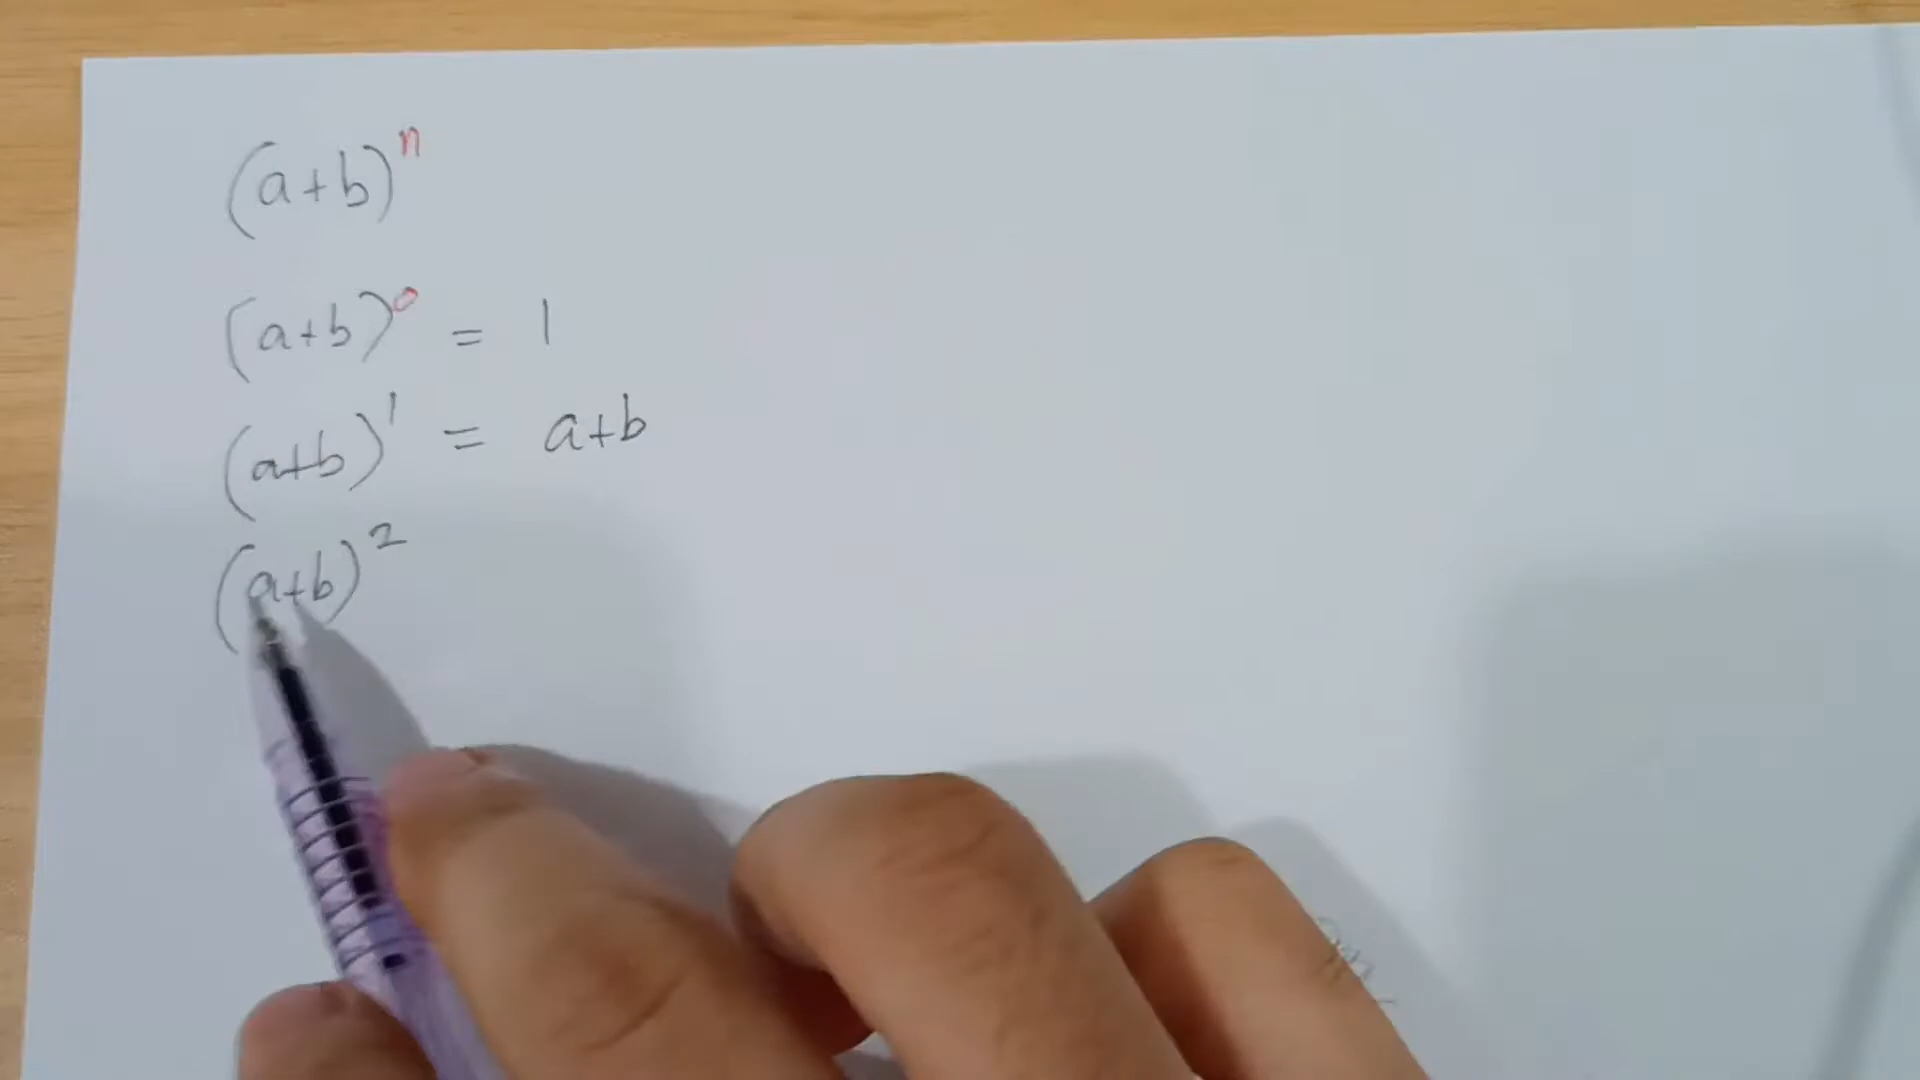 (a+b)ⁿ
(a+b)⁰ = 1
(a+b)¹ = a+b
(a+b)²